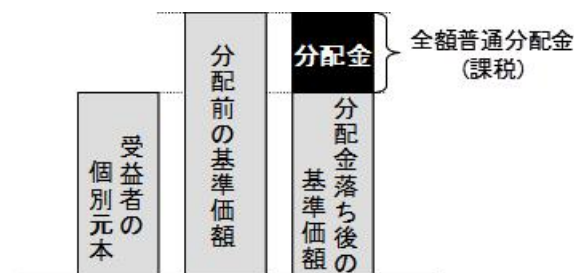 受益者の
個別元本
分配前の基準価額
分配金
分配金落ち後の
基準価額
全額普通分配金
(課税)